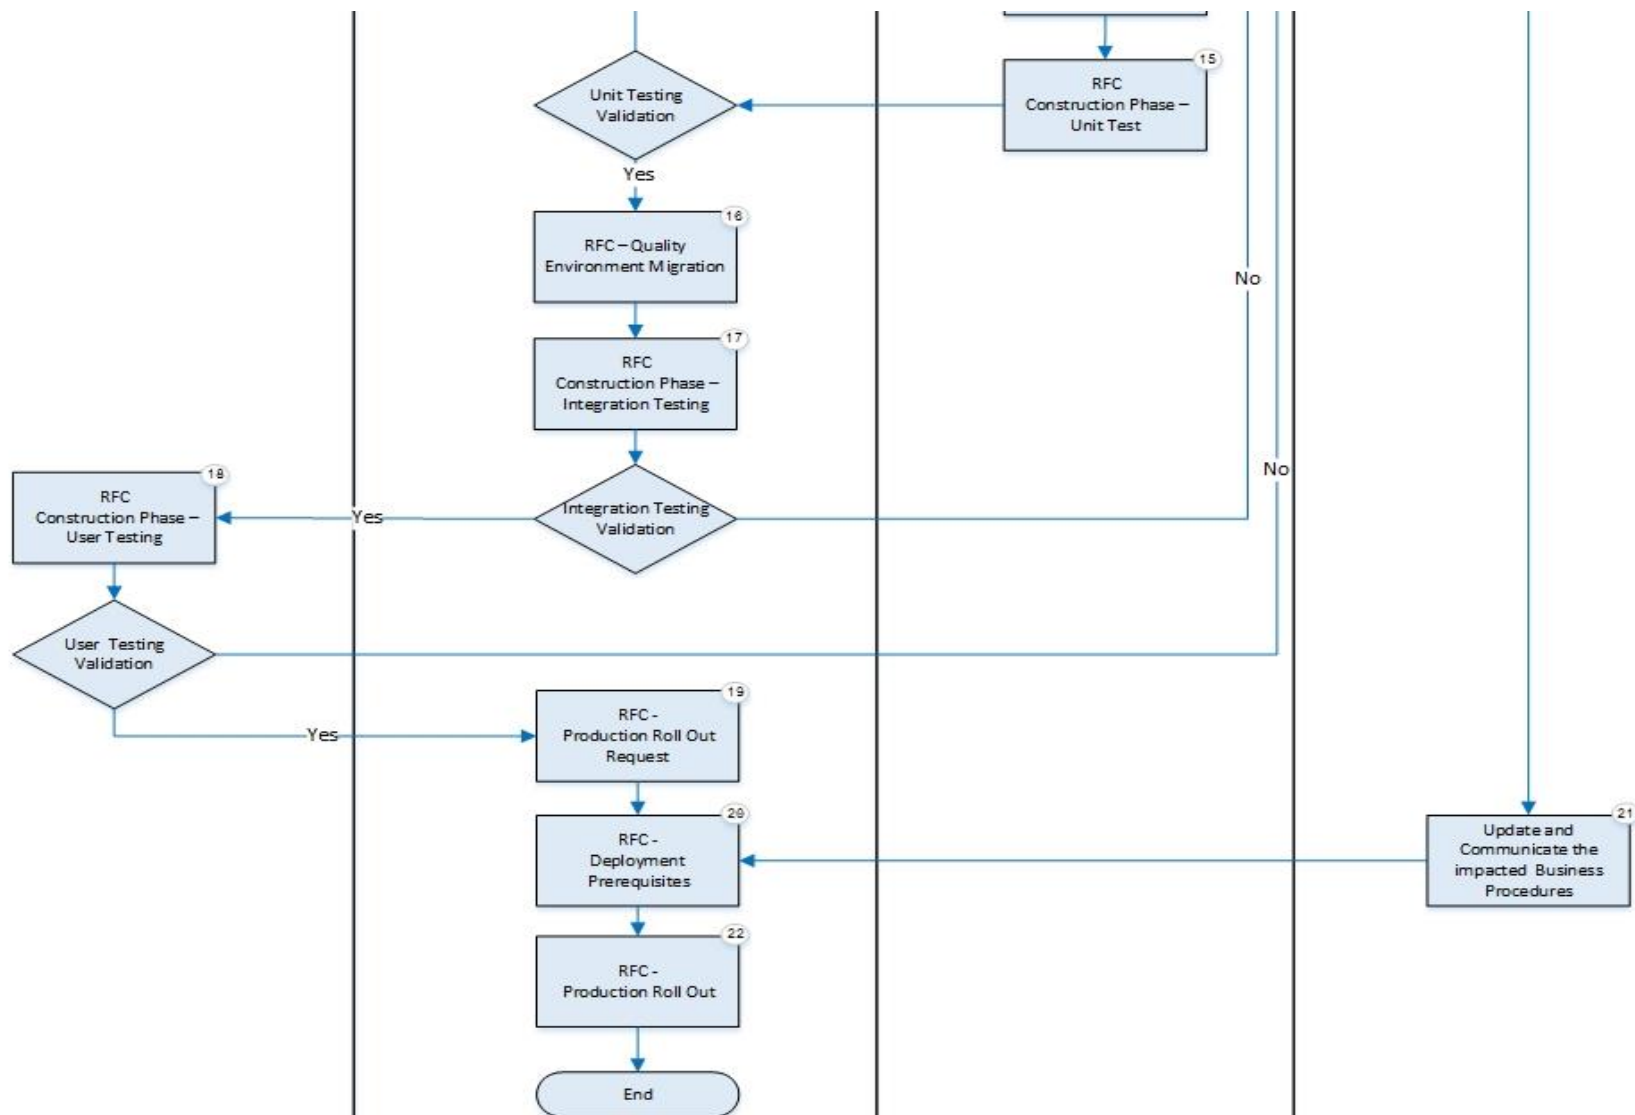 15
RFC
Construction Phase –
Unit Test
Unit Testing
Validation
Yes
16
RFC – Quality
Environment Migration
No
17
RFC
Construction Phase –
Integration Testing
No
18
RFC
Construction Phase –
User Testing
Yes
Integration Testing
Validation
User Testing
Validation
19
RFC -
Production Roll Out
Request
Yes
20
RFC -
Deployment
Prerequisites
21
Update and
Communicate the
impacted Business
Procedures
22
RFC -
Production Roll Out
End